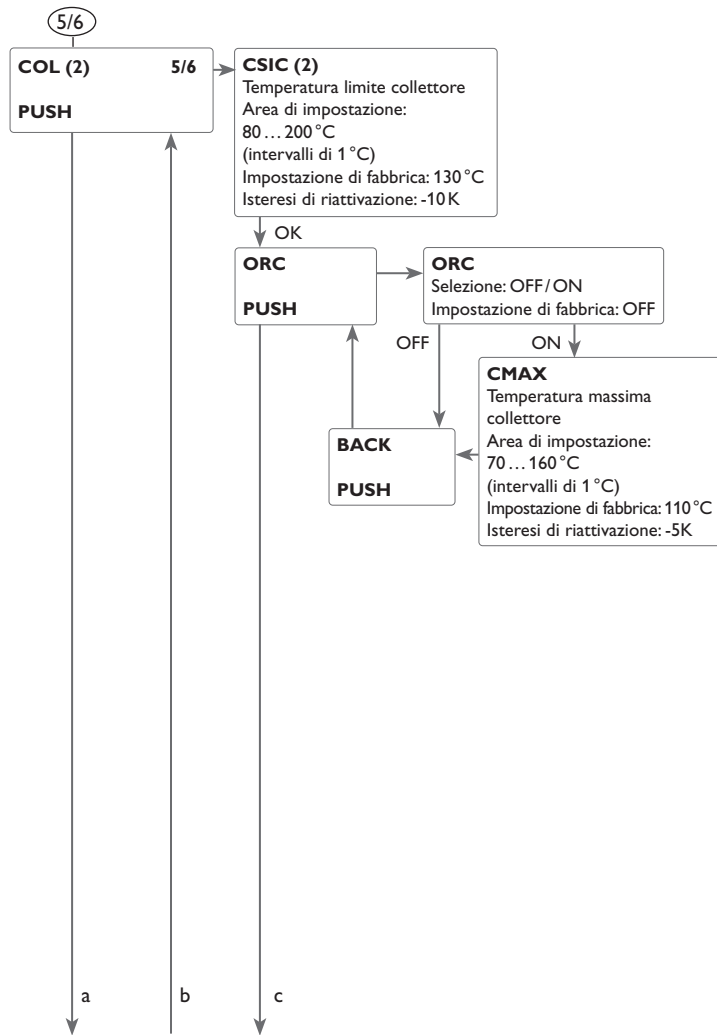 5/6
COL (2) 5/6
PUSH
CSIC (2)
Temperatura limite collettore
Area di impostazione:
80 … 200 °C
(intervalli di 1 °C)
Impostazione di fabbrica: 130 °C
Isteresi di riattivazione: -10 K
OK
ORC
PUSH
ORC
Selezione: OFF / ON
Impostazione di fabbrica: OFF
OFF
ON
CMAX
Temperatura massima
collettore
Area di impostazione:
70 … 160 °C
(intervalli di 1 °C)
Impostazione di fabbrica: 110 °C
Isteresi di riattivazione: -5K
BACK
PUSH
a
b
c